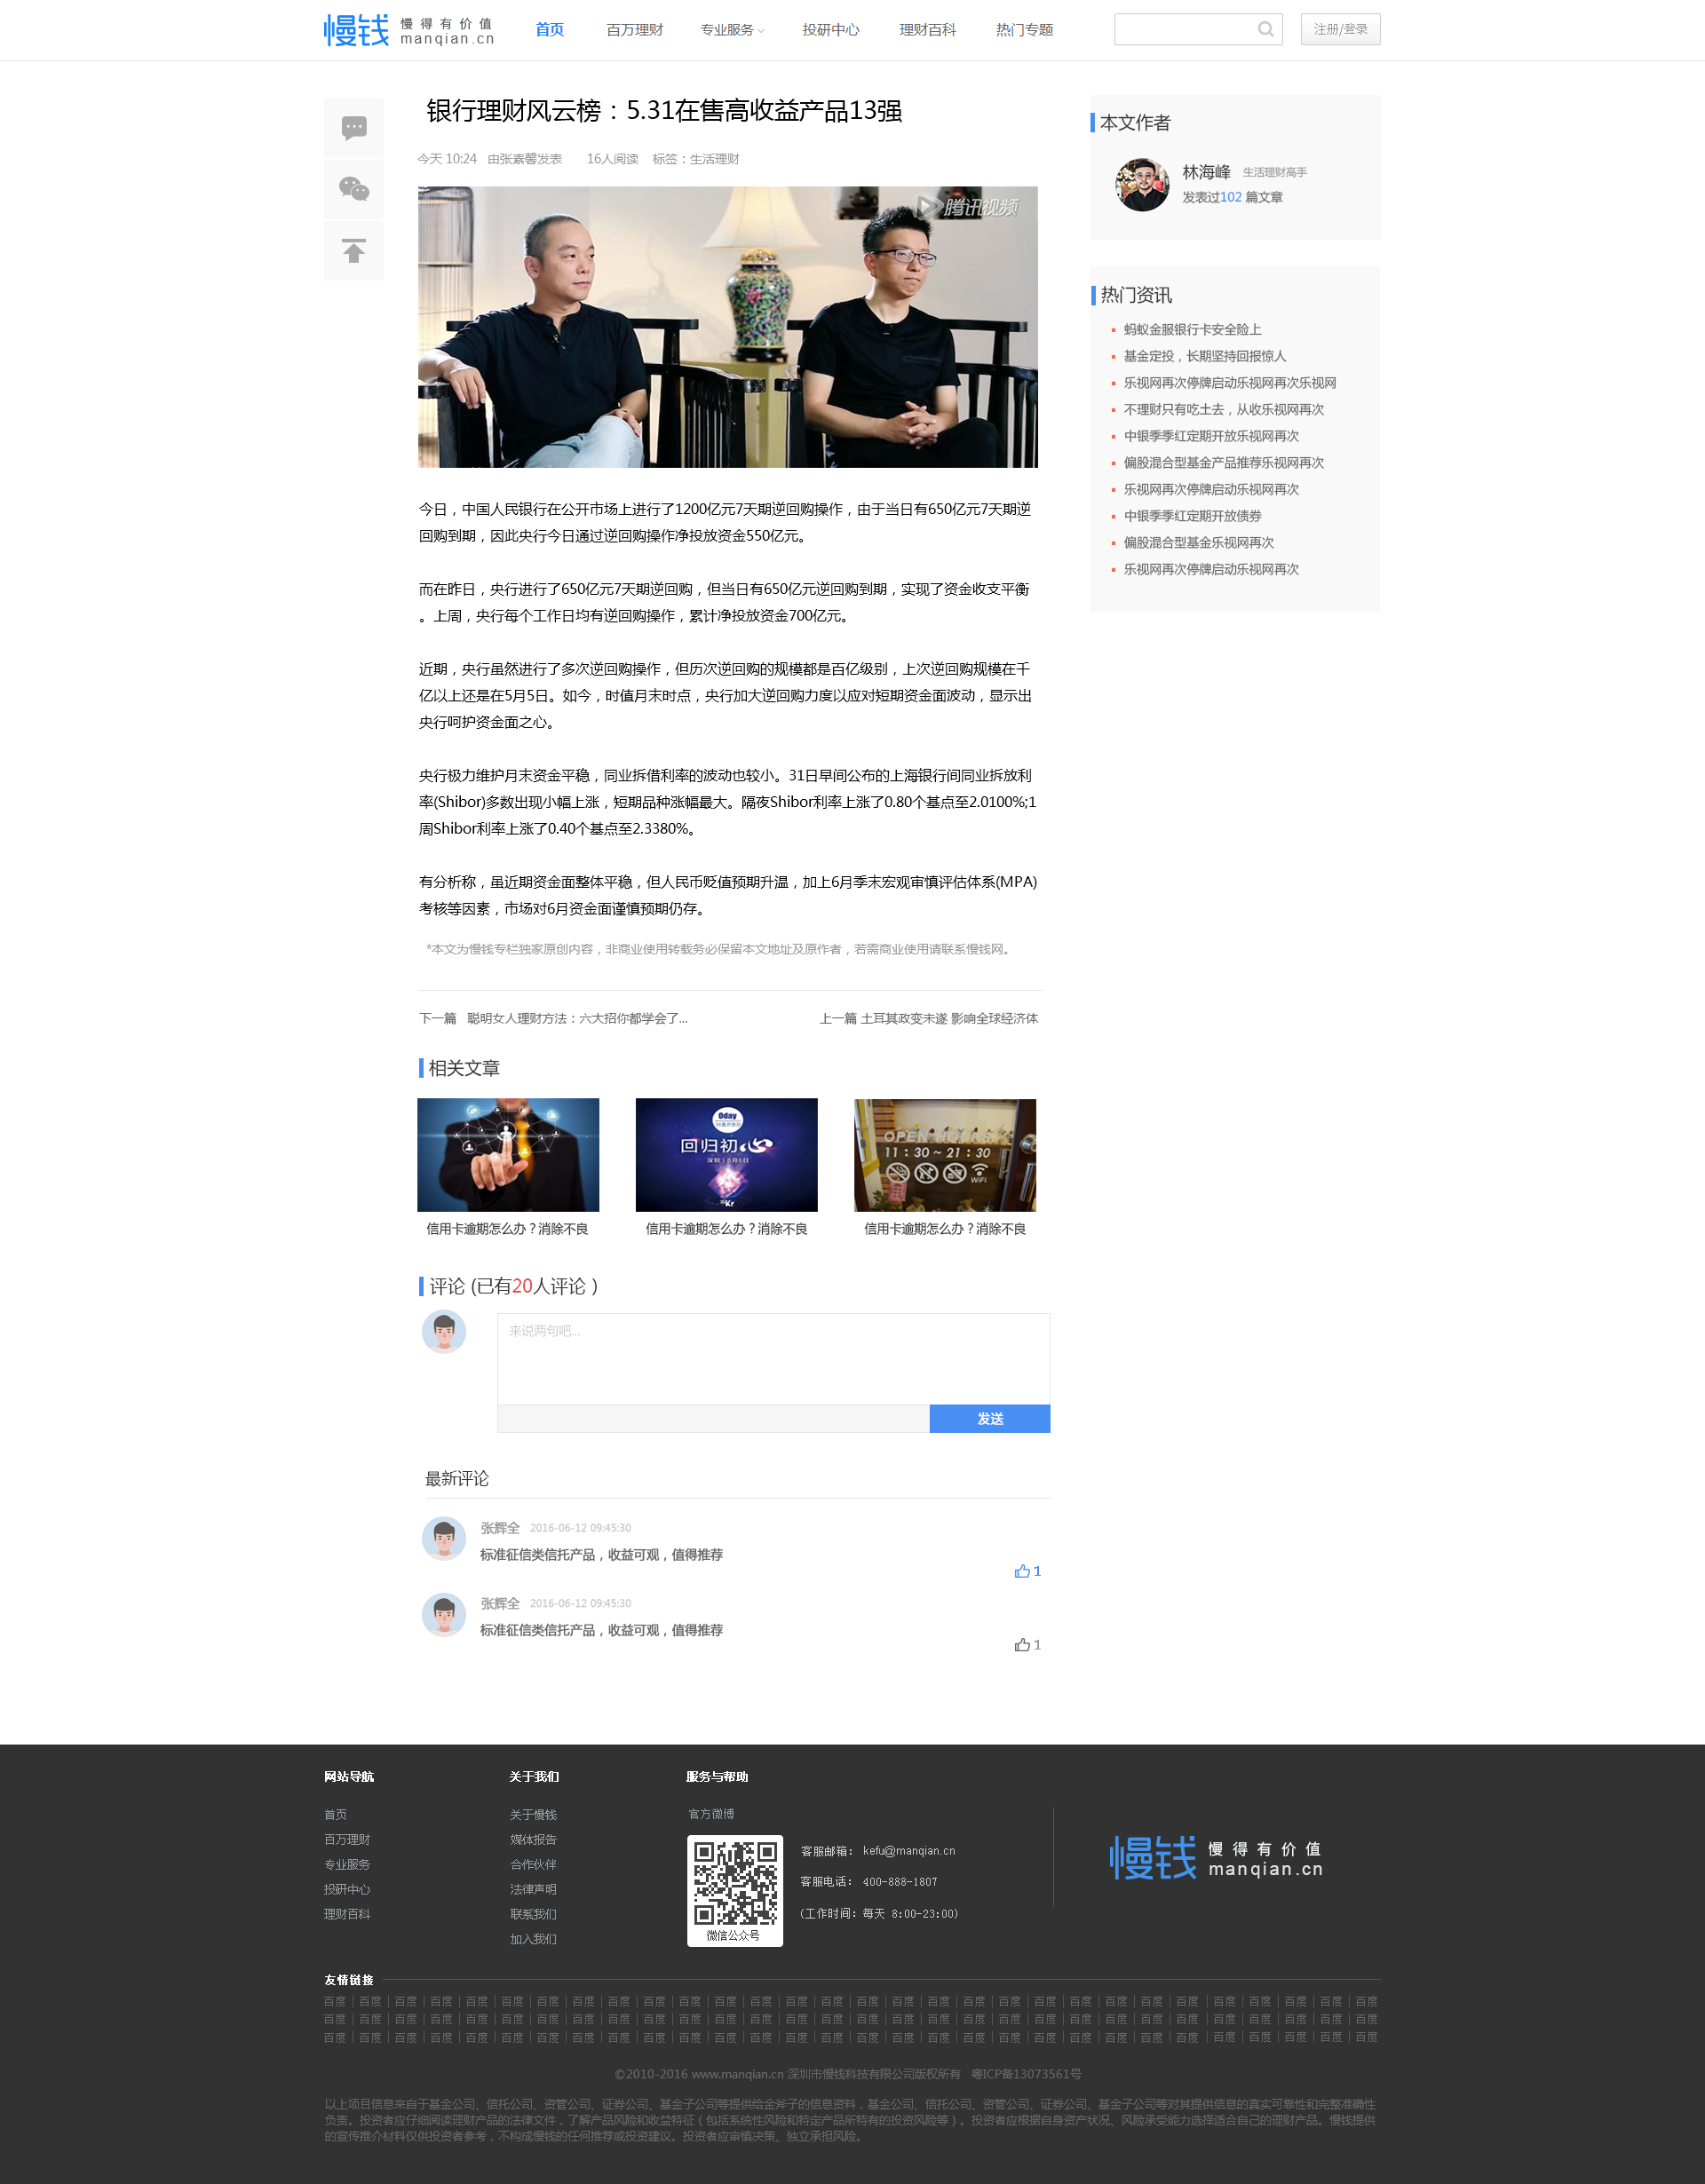 慢钱 慢得有价值
manqian.cn
首页 百万理财 专业服务 投研中心 理财百科 热门专题
注册/登录
银行理财风云榜：5.31在售高收益产品13强
今天 10:24 由张素馨发表 16人阅读 标签：生活理财
腾讯视频
今日，中国人民银行在公开市场上进行了1200亿元7天期逆回购操作，由于当日有650亿元7天期逆
回购到期，因此央行今日通过逆回购操作净投放资金550亿元。
而在昨日，央行进行了650亿元7天期逆回购，但当日有650亿元逆回购到期，实现了资金收支平衡
。上周，央行每个工作日均有逆回购操作，累计净投放资金700亿元。
近期，央行虽然进行了多次逆回购操作，但历次逆回购的规模都是百亿级别，上次逆回购规模在千
亿以上还是在5月5日。如今，时值月末时点，央行加大逆回购力度以应对短期资金面波动，显示出
央行呵护资金面之心。
央行极力维护月末资金平稳，同业拆借利率的波动也较小。31日早间公布的上海银行间同业拆放利
率(Shibor)多数出现小幅上涨，短期品种涨幅最大。隔夜Shibor利率上涨了0.80个基点至2.0100%;1
周Shibor利率上涨了0.40个基点至2.3380%。
有分析称，虽近期资金面整体平稳，但人民币贬值预期升温，加上6月季末宏观审慎评估体系(MPA)
考核等因素，市场对6月资金面谨慎预期仍存。
*本文为慢钱专栏独家原创内容，非商业使用转载务必保留本文地址及原作者，若需商业使用请联系慢钱网。
下一篇 聪明女人理财方法：六大招你都学会了... 上一篇 土耳其政变未遂 影响全球经济体
相关文章
0day
回归初心
深圳 | 8月6日
36Kr
OPEN HOURS
11:30 ~ 21:30
WiFi
信用卡逾期怎么办？消除不良 信用卡逾期怎么办？消除不良 信用卡逾期怎么办？消除不良
评论 (已有20人评论 )
来说两句吧...
发送
最新评论
张辉全 2016-06-12 09:45:30
标准征信类信托产品，收益可观，值得推荐
1
张辉全 2016-06-12 09:45:30
标准征信类信托产品，收益可观，值得推荐
1
本文作者
林海峰 生活理财高手
发表过102 篇文章
热门资讯
蚂蚁金服银行卡安全险上
基金定投，长期坚持回报惊人
乐视网再次停牌启动乐视网再次乐视网
不理财只有吃土去，从收乐视网再次
中银季季红定期开放乐视网再次
偏股混合型基金产品推荐乐视网再次
乐视网再次停牌启动乐视网再次
中银季季红定期开放债券
偏股混合型基金乐视网再次
乐视网再次停牌启动乐视网再次
网站导航
首页
百万理财
专业服务
投研中心
理财百科
关于我们
关于慢钱
媒体报告
合作伙伴
法律声明
联系我们
加入我们
服务与帮助
官方微博
微信公众号
客服邮箱： kefu@manqian.cn
客服电话： 400-888-1807
(工作时间：每天 8:00-23:00)
慢钱 慢得有价值
manqian.cn
友情链接
百度 | 百度 | 百度 | 百度 | 百度 | 百度 | 百度 | 百度 | 百度 | 百度 | 百度 | 百度 | 百度 | 百度 | 百度 | 百度 | 百度 | 百度 | 百度 | 百度 | 百度 | 百度 | 百度 | 百度 | 百度 | 百度 | 百度 | 百度 | 百度 | 百度
百度 | 百度 | 百度 | 百度 | 百度 | 百度 | 百度 | 百度 | 百度 | 百度 | 百度 | 百度 | 百度 | 百度 | 百度 | 百度 | 百度 | 百度 | 百度 | 百度 | 百度 | 百度 | 百度 | 百度 | 百度 | 百度 | 百度 | 百度 | 百度 | 百度
百度 | 百度 | 百度 | 百度 | 百度 | 百度 | 百度 | 百度 | 百度 | 百度 | 百度 | 百度 | 百度 | 百度 | 百度 | 百度 | 百度 | 百度 | 百度 | 百度 | 百度 | 百度 | 百度 | 百度 | 百度 | 百度 | 百度 | 百度 | 百度 | 百度
©2010-2016 www.manqian.cn 深圳市慢钱科技有限公司版权所有 粤ICP备13073561号
以上项目信息来自于基金公司、信托公司、资管公司、证券公司、基金子公司等提供给金斧子的信息资料，基金公司、信托公司、资管公司、证券公司、基金子公司等对其提供信息的真实可靠性和完整准确性
负责。投资者应仔细阅读理财产品的法律文件，了解产品风险和收益特征（包括系统性风险和特定产品所特有的投资风险等）。投资者应根据自身资产状况、风险承受能力选择适合自己的理财产品。慢钱提供
的宣传推介材料仅供投资者参考，不构成慢钱的任何推荐或投资建议。投资者应审慎决策、独立承担风险。